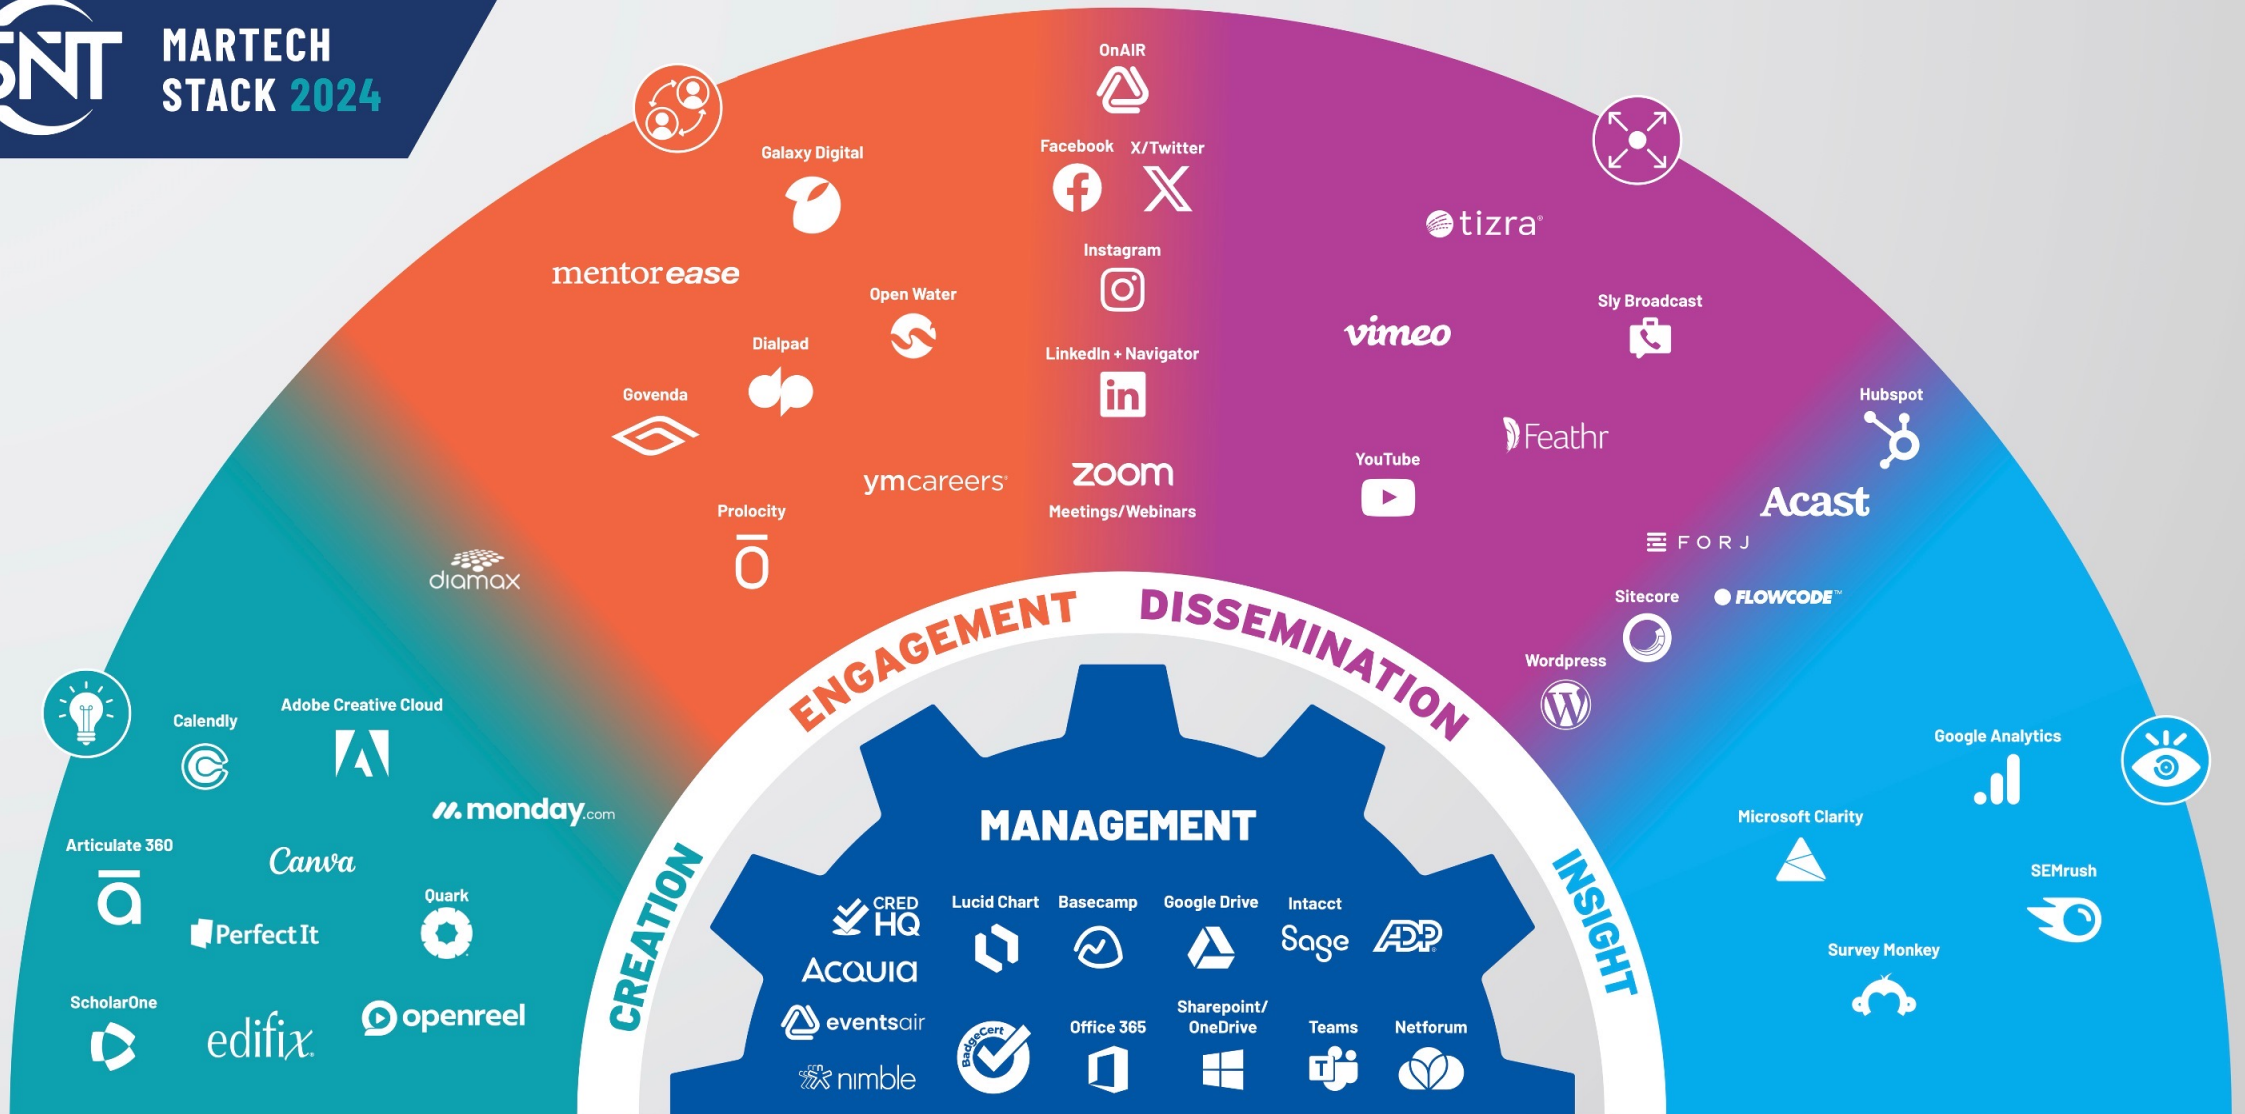 SNT
MARTECH
STACK 2024
OnAIR
Facebook
X/Twitter
Instagram
LinkedIn + Navigator
in
zoom
Meetings/Webinars
Galaxy Digital
mentorease
Open Water
Dialpad
dp
Govenda
ymcareers
Prolocity
diamax
tizra®
vimeo
Sly Broadcast
Feathr
YouTube
Hubspot
Acast
FORJ
Sitecore
FLOWCODE™
Wordpress
W
ENGAGEMENT
DISSEMINATION
CREATION
INSIGHT
Calendly
Adobe Creative Cloud
monday.com
Articulate 360
a
Canva
Quark
PerfectIt
ScholarOne
edifix
openreel
Google Analytics
Microsoft Clarity
SEMrush
Survey Monkey
MANAGEMENT
CRED
HQ
Lucid Chart
Basecamp
Google Drive
Intacct
Sage
ADP
ACQUIA
eventsair
BadgeCert
Office 365
Sharepoint/
OneDrive
Teams
T
Netforum
nimble